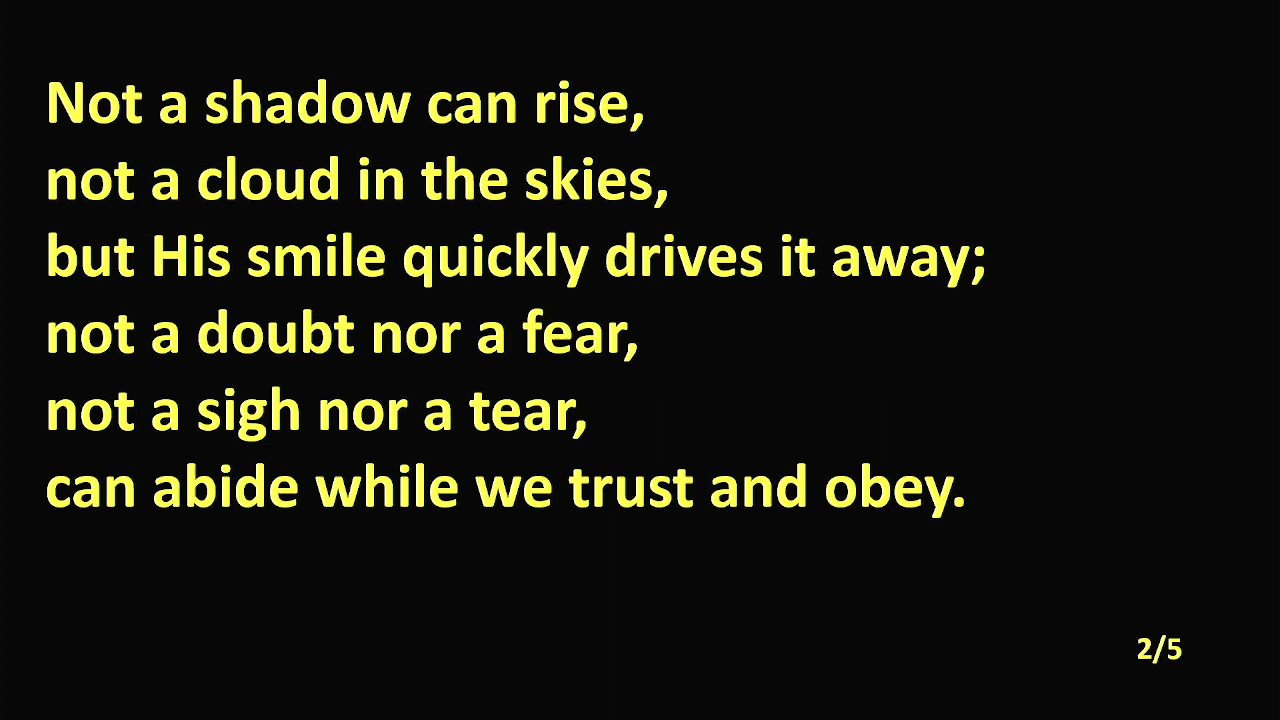 Not a shadow can rise,
not a cloud in the skies,
but His smile quickly drives it away;
not a doubt nor a fear,
not a sigh nor a tear,
can abide while we trust and obey.
2/5